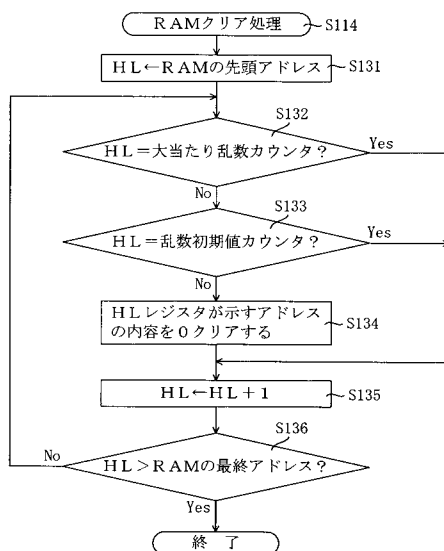 RAMクリア処理
S114
HL←RAMの先頭アドレス
S131
S132
HL=大当たり乱数カウンタ?
Yes
No
S133
HL=乱数初期値カウンタ?
Yes
No
HLレジスタが示すアドレス
の内容を0クリアする
S134
HL←HL+1
S135
S136
No
HL>RAMの最終アドレス?
Yes
終了